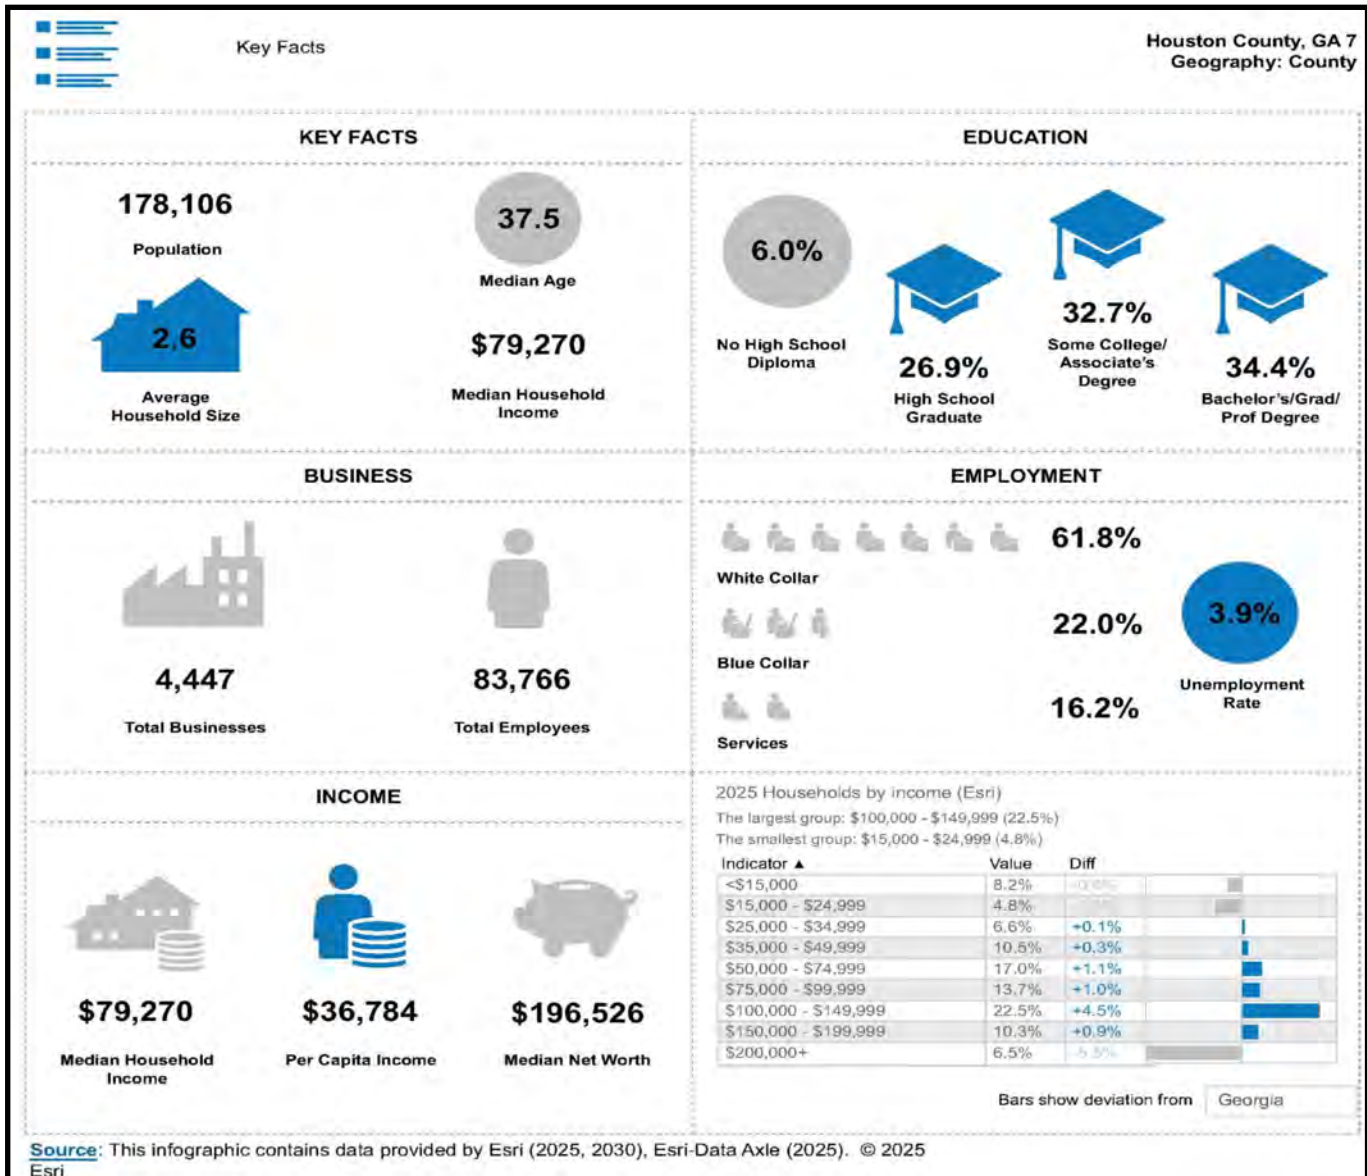 Key Facts
Houston County, GA 7
Geography: County
KEY FACTS
178,106
Population
37.5
Median Age
2.6
Average
Household Size
$79,270
Median Household
Income
EDUCATION
6.0%
No High School
Diploma
26.9%
High School
Graduate
32.7%
Some College/
Associate's
Degree
34.4%
Bachelor's/Grad/
Prof Degree
BUSINESS
4,447
Total Businesses
83,766
Total Employees
EMPLOYMENT
61.8%
White Collar
22.0%
Blue Collar
16.2%
Services
3.9%
Unemployment
Rate
INCOME
$79,270
Median Household
Income
$36,784
Per Capita Income
$196,526
Median Net Worth
2025 Households by income (Esri)
The largest group: $100,000 - $149,999 (22.5%)
The smallest group: $15,000 - $24,999 (4.8%)
Indicator ▲ Value Diff
<$15,000 8.2%
$15,000 - $24,999 4.8%
$25,000 - $34,999 6.6% +0.1%
$35,000 - $49,999 10.5% +0.3%
$50,000 - $74,999 17.0% +1.1%
$75,000 - $99,999 13.7% +1.0%
$100,000 - $149,999 22.5% +4.5%
$150,000 - $199,999 10.3% +0.9%
$200,000+ 6.5%
Bars show deviation from Georgia
Source: This infographic contains data provided by Esri (2025, 2030), Esri-Data Axle (2025). © 2025
Esri